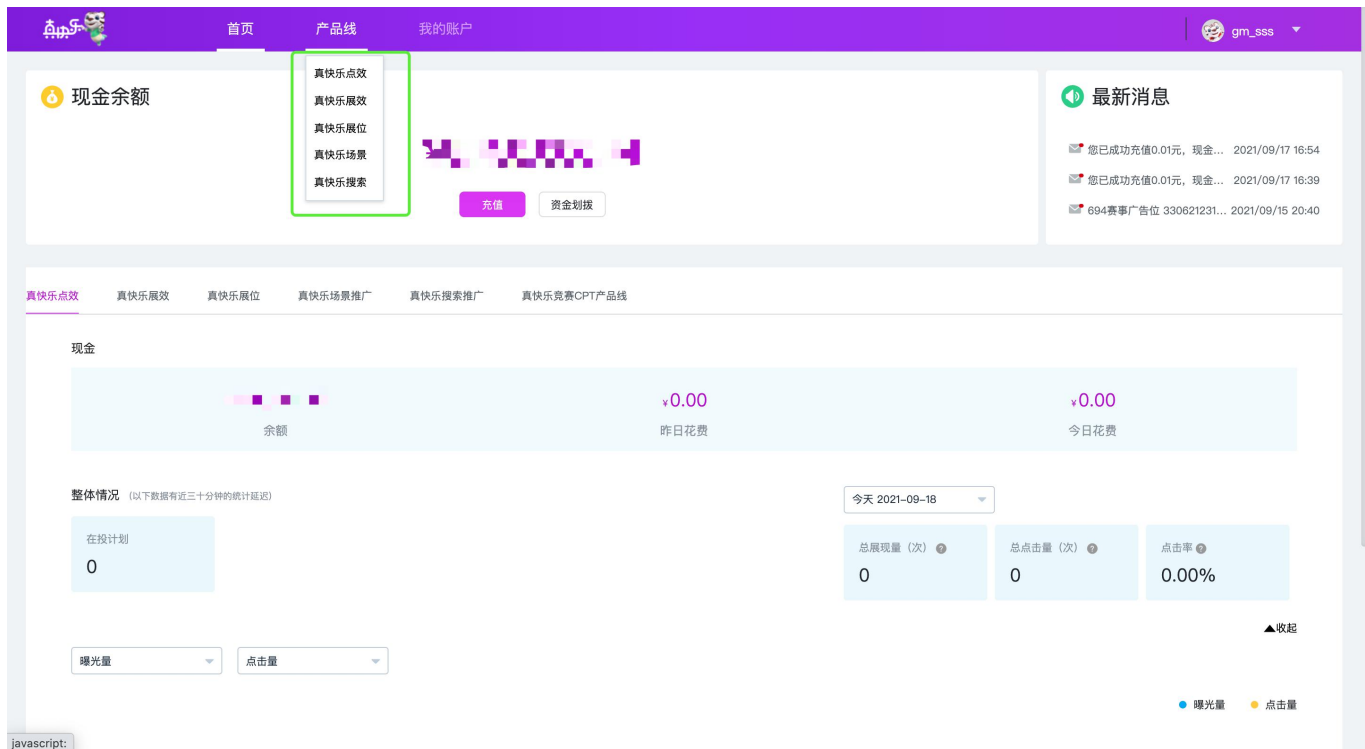 真快乐
首页 产品线 我的账户 gm_sss
真快乐点效
真快乐展效
真快乐展位
真快乐场景
真快乐搜索
现金余额
充值 资金划拨
最新消息
您已成功充值0.01元，现金... 2021/09/17 16:54
您已成功充值0.01元，现金... 2021/09/17 16:39
694赛事广告位 330621231... 2021/09/15 20:40
真快乐点效 真快乐展效 真快乐展位 真快乐场景推广 真快乐搜索推广 真快乐竞赛CPT产品线
现金
¥0.00 ¥0.00
余额 昨日花费 今日花费
整体情况 （以下数据有近三十分钟的统计延迟） 今天 2021-09-18
在投计划
0
总展现量（次） 总点击量（次） 点击率
0 0 0.00%
▲收起
曝光量 点击量
曝光量 点击量
javascript: